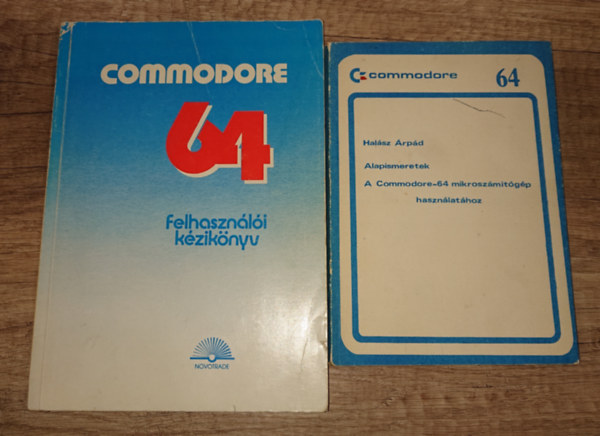 COMMODORE
64
felhasználói
kézikönyv
NOVOTRADE
commodore 64
Halász Árpád
Alapismeretek
A Commodore-64 mikroszámítógép
használatához